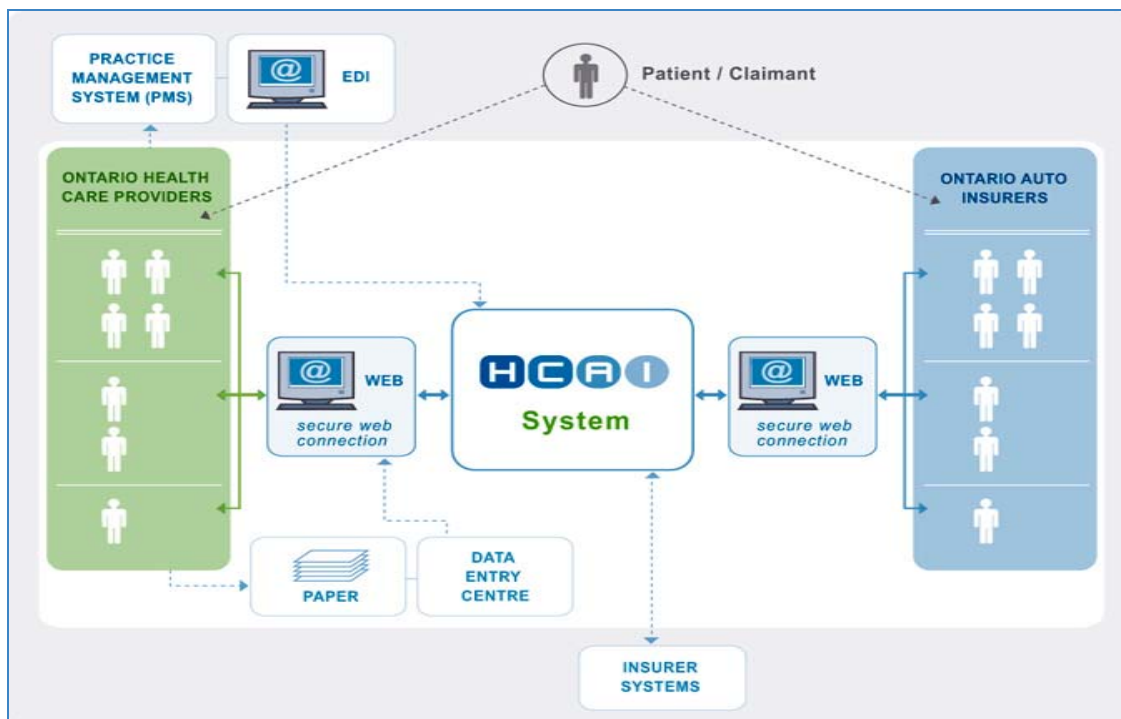 PRACTICE
MANAGEMENT
SYSTEM (PMS)
@
EDI
Patient / Claimant
ONTARIO HEALTH
CARE PROVIDERS
ONTARIO AUTO
INSURERS
@
WEB
secure web
connection
HCAI
System
@
WEB
secure web
connection
PAPER
DATA
ENTRY
CENTRE
INSURER
SYSTEMS